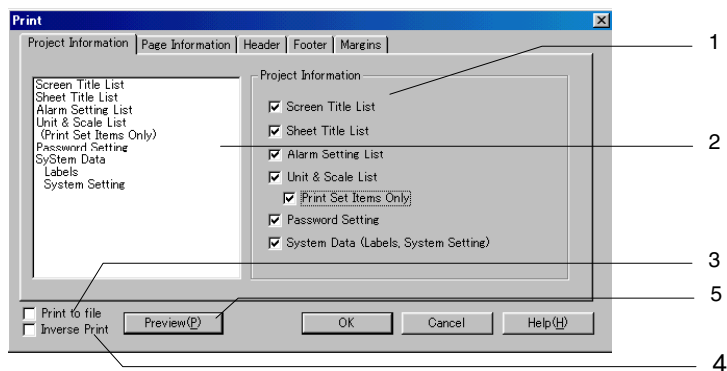 Print
Project Information Page Information Header Footer Margins
Screen Title List
Sheet Title List
Alarm Setting List
Unit & Scale List
(Print Set Items Only)
Password Setting
SyStem Data
Labels
System Setting
Project Information
Screen Title List
Sheet Title List
Alarm Setting List
Unit & Scale List
Print Set Items Only
Password Setting
System Data (Labels, System Setting)
Print to file
Inverse Print
Preview(P)
OK
Cancel
Help(H)
1
2
3
5
4